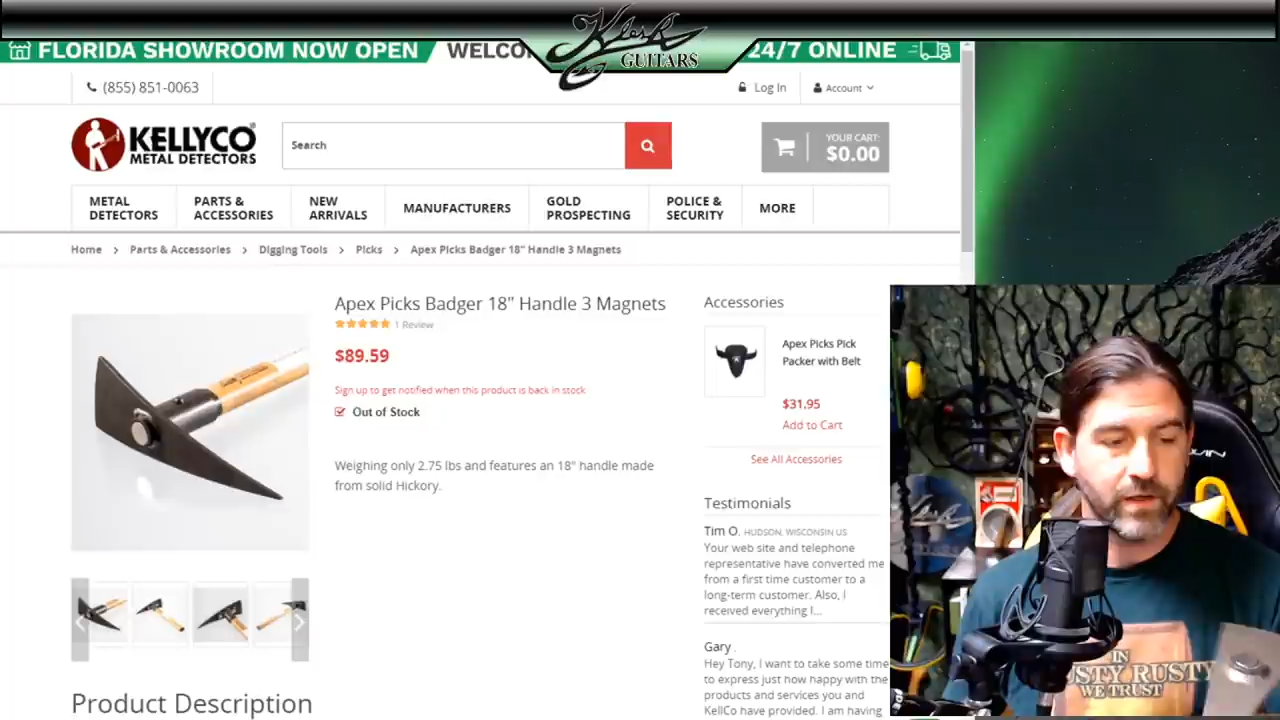 Klosh
GUITARS
FLORIDA SHOWROOM NOW OPEN
24/7 ONLINE
(855) 851-0063
Log In
Account
KELLYCO
METAL DETECTORS
Search
YOUR CART:
$0.00
METAL
DETECTORS
PARTS &
ACCESSORIES
NEW
ARRIVALS
MANUFACTURERS
GOLD
PROSPECTING
POLICE &
SECURITY
MORE
Home > Parts & Accessories > Digging Tools > Picks > Apex Picks Badger 18" Handle 3 Magnets
Apex Picks Badger 18" Handle 3 Magnets
1 Review
$89.59
Sign up to get notified when this product is back in stock
Out of Stock
Weighing only 2.75 lbs and features an 18" handle made
from solid Hickory.
Accessories
Apex Picks Pick
Packer with Belt
$31.95
Add to Cart
See All Accessories
Testimonials
Tim O. HUDSON, WISCONSIN US
Your web site and telephone
representative have converted me
from a first time customer to a
long-term customer. Also, I
received everything I...
Gary .
Hey Tony, I want to take some time
to express just how happy with the
products and services you and
KellCo have provided. I am having
Product Description
IN
RUSTY
WE TRUST